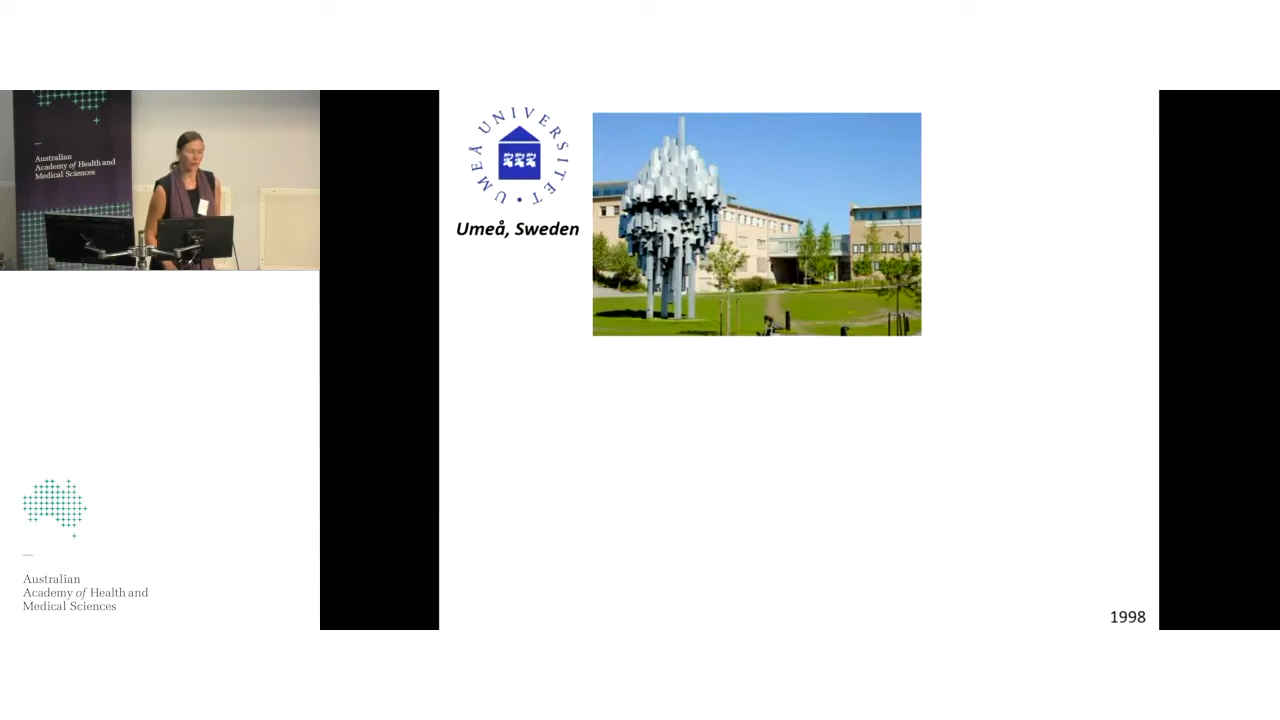 Australian
Academy of Health and
Medical Sciences
UMEÅ UNIVERSITET
Umeå, Sweden
Australian
Academy of Health and
Medical Sciences
1998